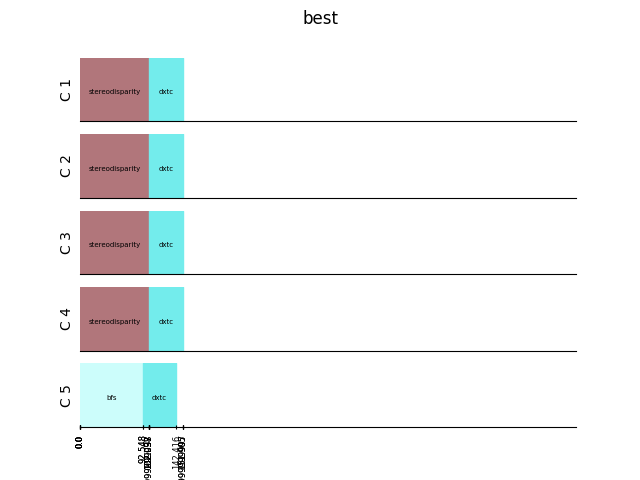 best
C 1
stereodisparity
dxtc
C 2
stereodisparity
dxtc
C 3
stereodisparity
dxtc
C 4
stereodisparity
dxtc
C 5
bfs
dxtc
0.0
92.548
142.416